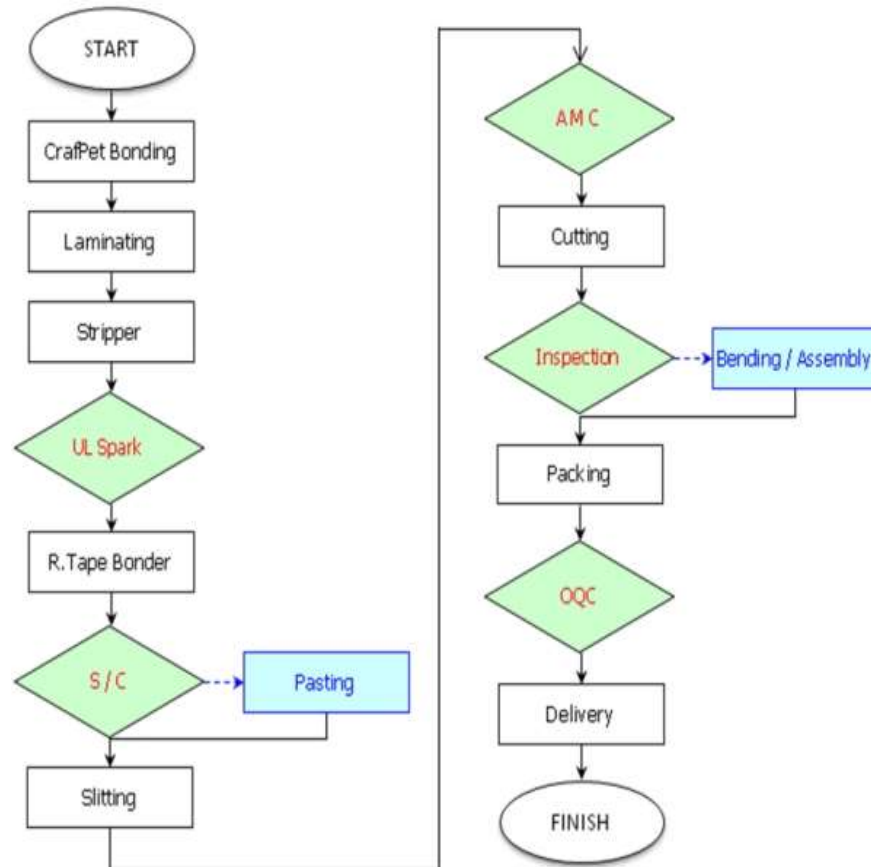 START
CrafPet Bonding
Laminating
Stripper
UL Spark
R.Tape Bonder
S / C
Pasting
Slitting
AM C
Cutting
Inspection
Bending / Assembly
Packing
OQC
Delivery
FINISH